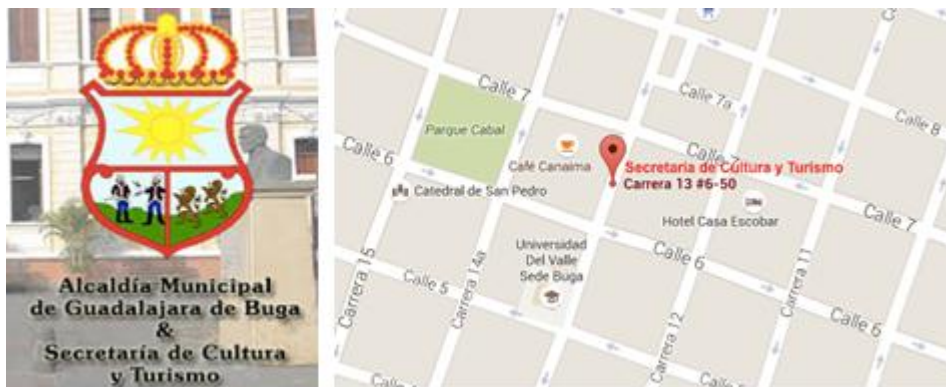 Alcaldía Municipal
de Guadalajara de Buga
&
Secretaría de Cultura
y Turismo
Calle 7
Calle 7a
Calle 8
Parque Cabal
Calle 6
Café Canaima
Calle 7
Secretaria de Cultura y Turismo
Carrera 13 #6-50
Catedral de San Pedro
Hotel Casa Escobar
Universidad
Del Valle
Sede Buga
Calle 6
Carrera 15
Calle 5
Carrera 14a
Carrera 11
Carrera 12
Calle 6